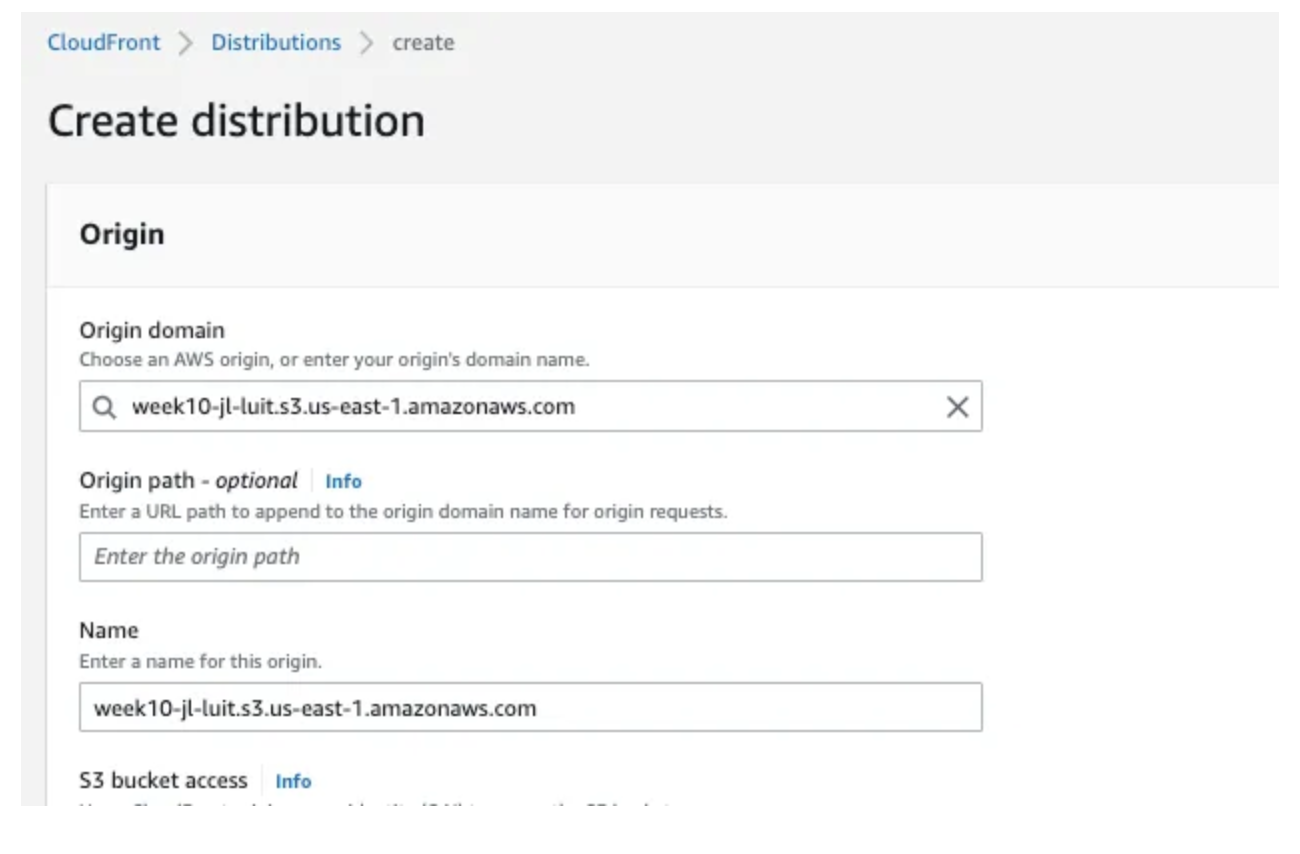 CloudFront > Distributions > create
Create distribution
Origin
Origin domain
Choose an AWS origin, or enter your origin's domain name.
week10-jl-luit.s3.us-east-1.amazonaws.com
Origin path - optional Info
Enter a URL path to append to the origin domain name for origin requests.
Enter the origin path
Name
Enter a name for this origin.
week10-jl-luit.s3.us-east-1.amazonaws.com
S3 bucket access Info